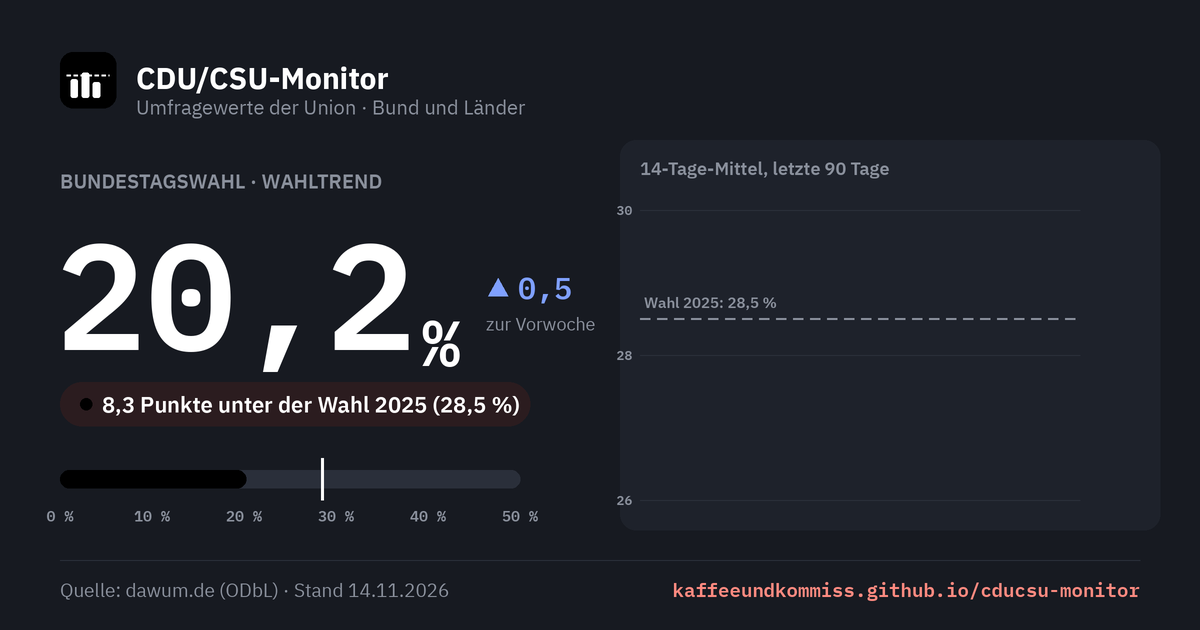 CDU/CSU-Monitor
Umfragewerte der Union · Bund und Länder
BUNDESTAGSWAHL · WAHLTREND
20,2 %
▲ 0,5
zur Vorwoche
8,3 Punkte unter der Wahl 2025 (28,5 %)
0 % 10 % 20 % 30 % 40 % 50 %
14-Tage-Mittel, letzte 90 Tage
30
Wahl 2025: 28,5 %
28
26
Quelle: dawum.de (ODbL) · Stand 14.11.2026
kaffeeundkommiss.github.io/cducsu-monitor